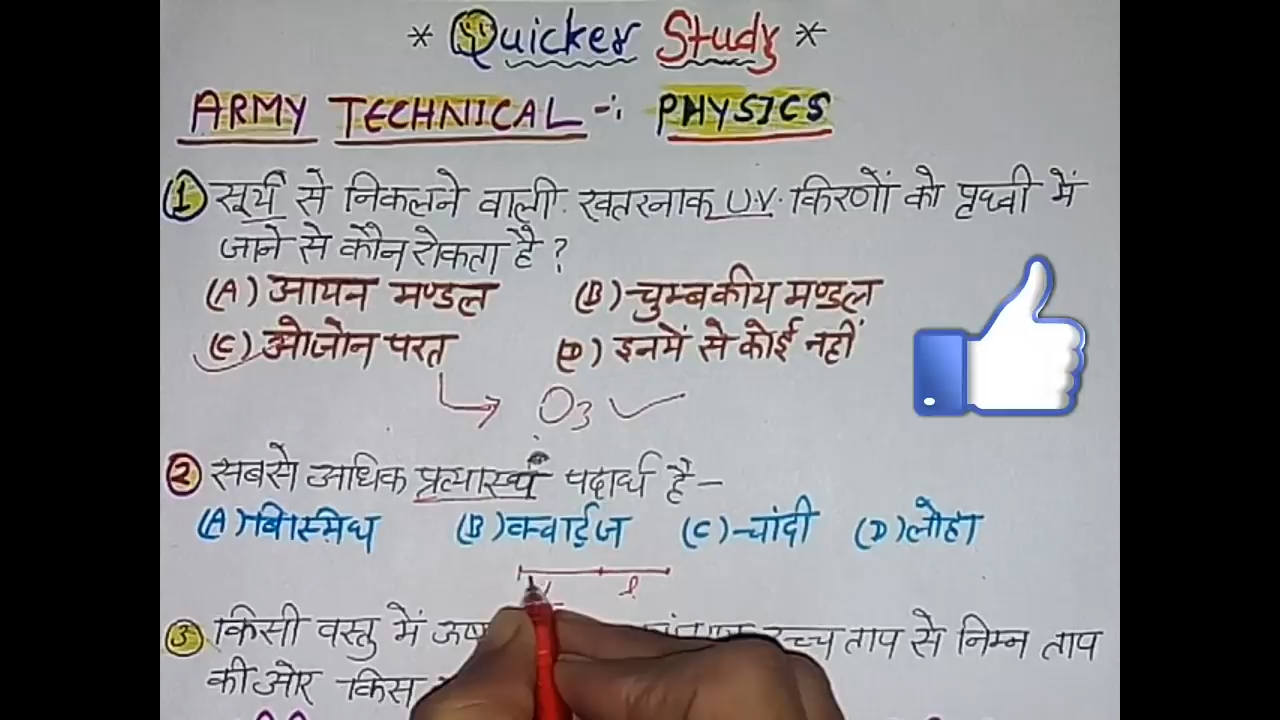 * Quicker Study *
ARMY TECHNICAL -: PHYSICS
(1) सूर्य से निकलने वाली खतरनाक U.V. किरणों को पृथ्वी में
जाने से कौन रोकता है ?
(A) आयन मण्डल (B) चुम्बकीय मण्डल
(C) ओजोन परत (D) इनमें से कोई नहीं
O3 ✓
(2) सबसे अधिक प्रत्यास्थ पदार्थ है -
(A) बिस्मिथ (B) क्वार्ट्ज (C) चांदी (D) लोहा
l
(3) किसी वस्तु में उच्च ताप से निम्न ताप
की ओर किस